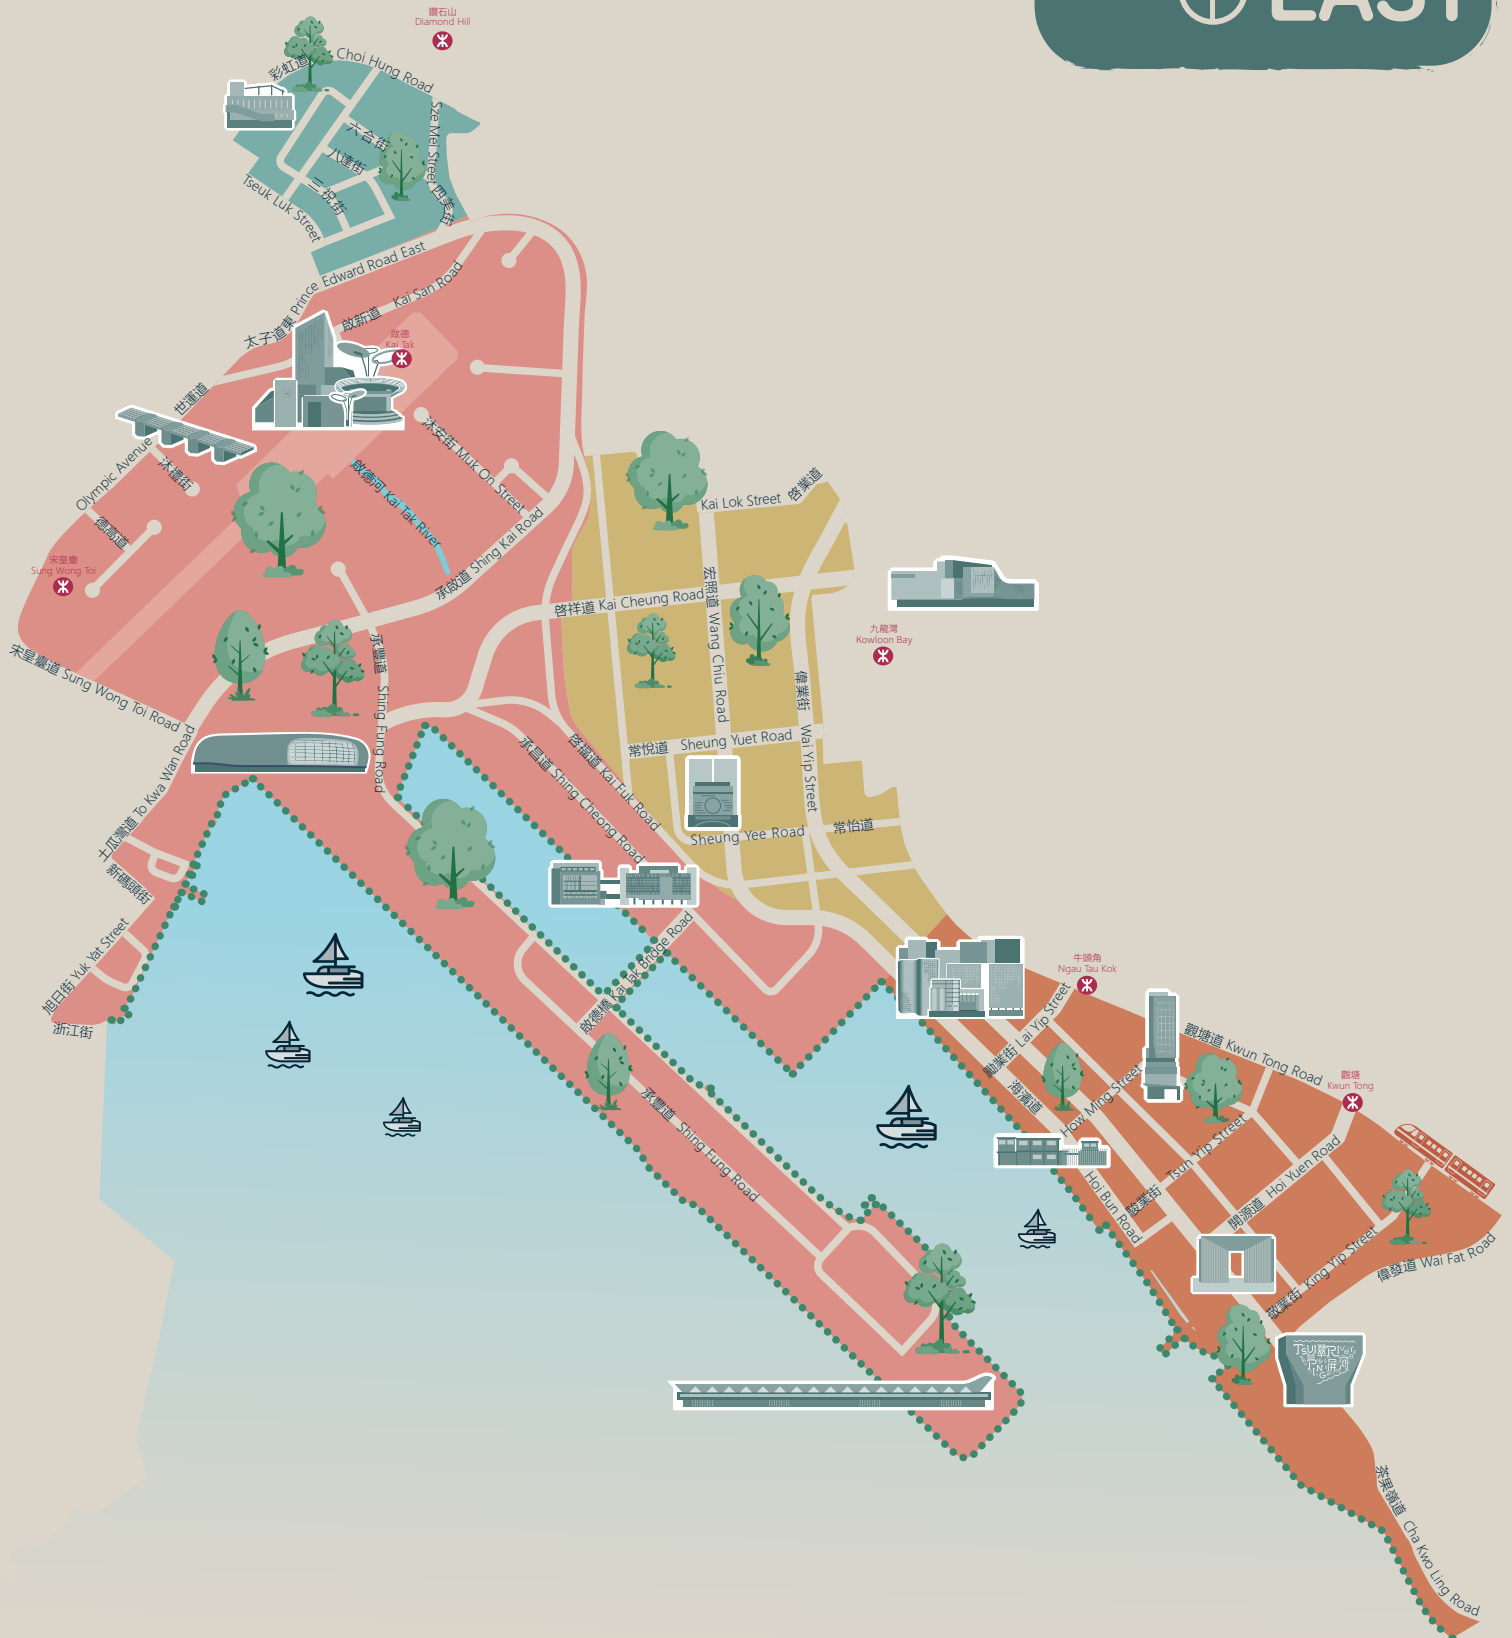 EAST
鑽石山
Diamond Hill
彩虹道
Choi Hung Road
Sze Mei Street
四美街
六合街
八達街
三祝街
Tseuk Luk Street
太子道東 Prince Edward Road East
啟新道 Kai San Road
啟德
Kai Tak
世運道
Olympic Avenue
沐禮街
德高道
沐安街 Muk On Street
啟德河 Kai Tak River
承啟道 Shing Kai Road
宋皇臺
Sung Wong Toi
宋皇臺道 Sung Wong Toi Road
承豐道 Shing Fung Road
土瓜灣道 To Kwa Wan Road
新碼頭街
旭日街 Yuk Yat Street
浙江街
Kai Lok Street
啓業道
啓祥道 Kai Cheung Road
宏照道 Wang Chiu Road
偉業街 Wai Yip Street
常悅道 Sheung Yuet Road
Sheung Yee Road 常怡道
啓福道 Kai Fuk Road
承昌道 Shing Cheong Road
啟德橋 Kai Tak Bridge Road
承豐道 Shing Fung Road
九龍灣
Kowloon Bay
牛頭角
Ngau Tau Kok
勵業街 Lai Yip Street
海濱道
Hoi Bun Road
How Ming Street
觀塘道 Kwun Tong Road
觀塘
Kwun Tong
駿業街 Tsun Yip Street
開源道 Hoi Yuen Road
敬業街 King Yip Street
偉發道 Wai Fat Road
TSUI翠RI
PIN屏河
茶果嶺道 Cha Kwo Ling Road